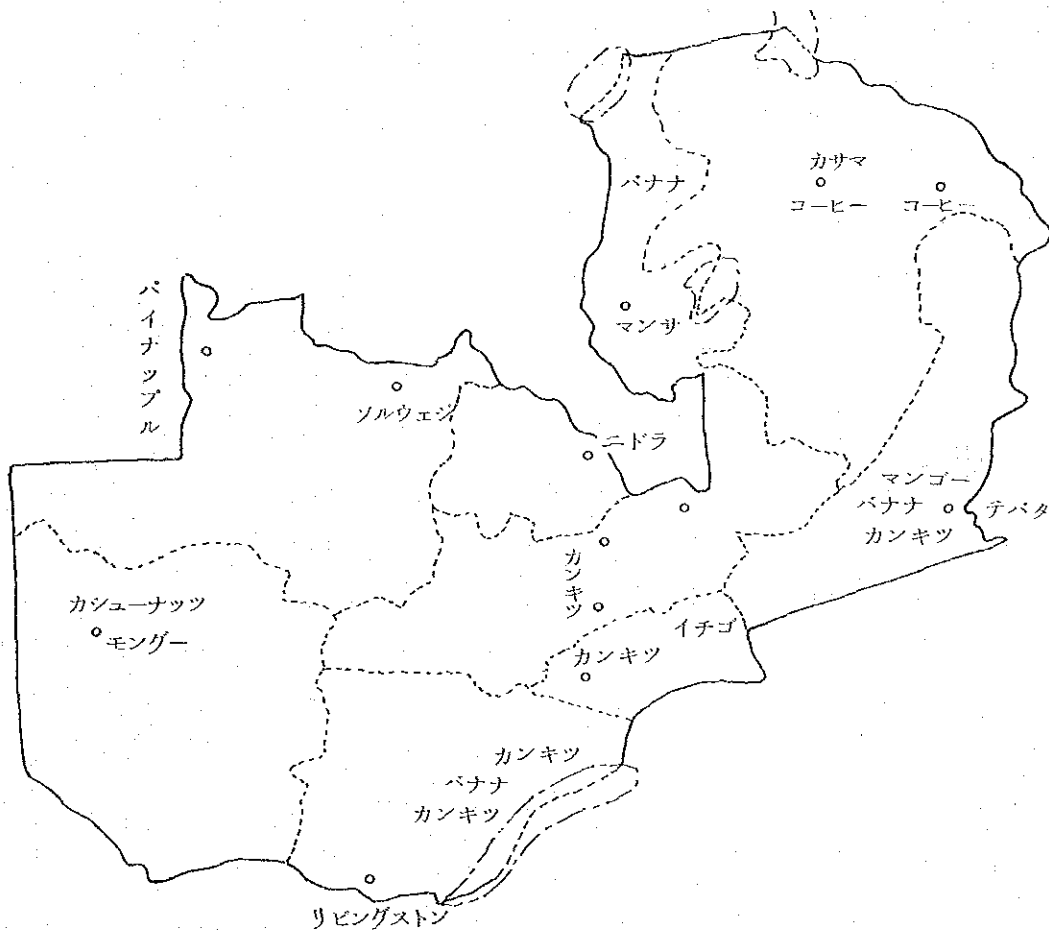 カサマ
バナナ
コーヒー
コーヒー
パイナップル
マンサ
ソルウェジ
ニドラ
マンゴー
バナナ
テパタ
カンキツ
カンキツ
カシューナッツ
イチゴ
モングー
カンキツ
カンキツ
バナナ
カンキツ
リビングストン